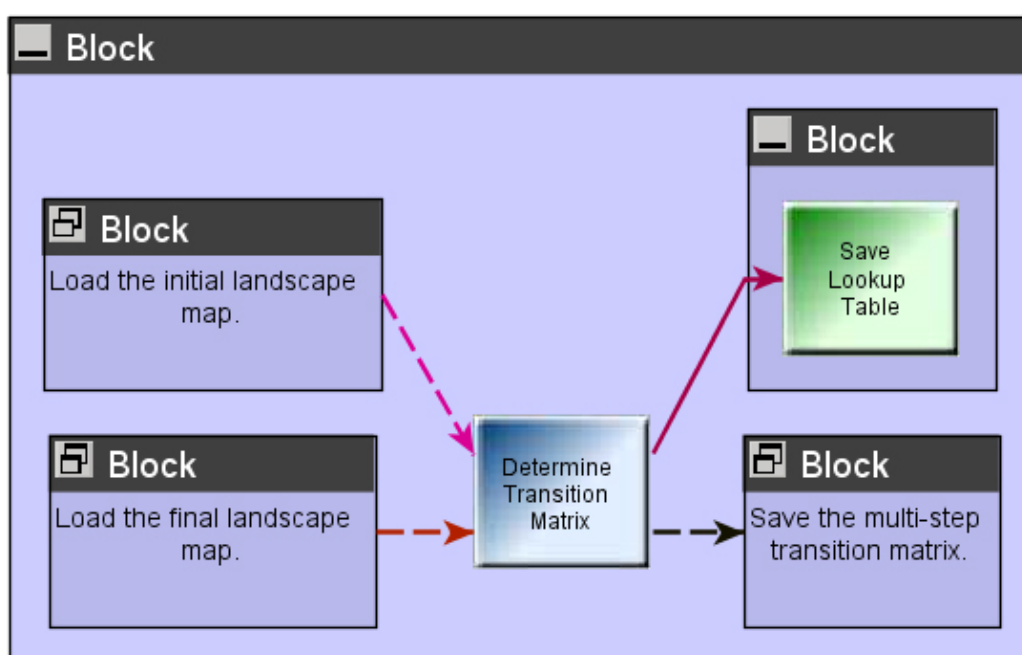 Block
Block
Load the initial landscape
map.
Block
Save
Lookup
Table
Block
Load the final landscape
map.
Determine
Transition
Matrix
Block
Save the multi-step
transition matrix.